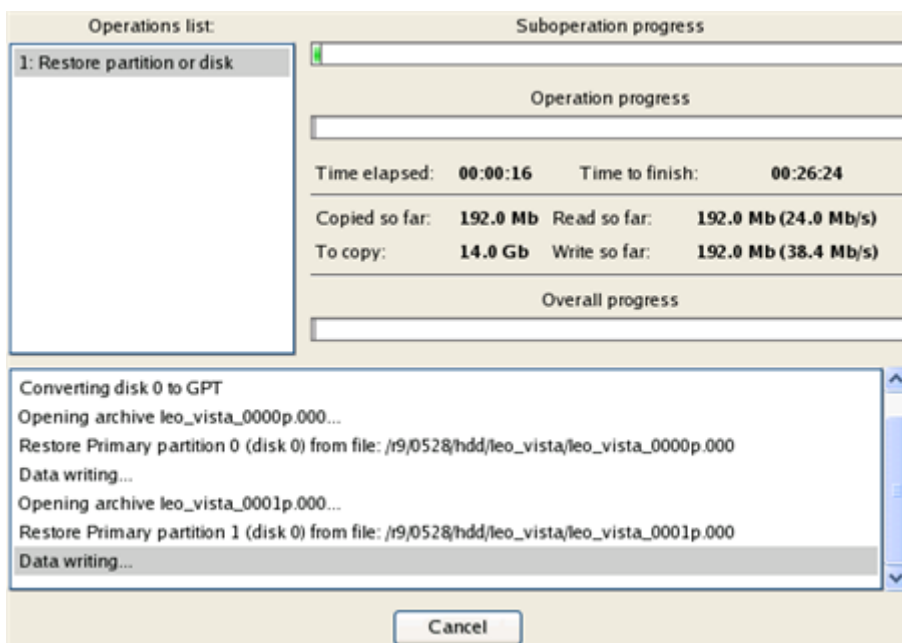 Operations list:
1: Restore partition or disk
Suboperation progress
Operation progress
Time elapsed: 00:00:16 Time to finish: 00:26:24
Copied so far: 192.0 Mb Read so far: 192.0 Mb (24.0 Mb/s)
To copy: 14.0 Gb Write so far: 192.0 Mb (38.4 Mb/s)
Overall progress
Converting disk 0 to GPT
Opening archive leo_vista_0000p.000...
Restore Primary partition 0 (disk 0) from file: /r9/0528/hdd/leo_vista/leo_vista_0000p.000
Data writing...
Opening archive leo_vista_0001p.000...
Restore Primary partition 1 (disk 0) from file: /r9/0528/hdd/leo_vista/leo_vista_0001p.000
Data writing...
Cancel